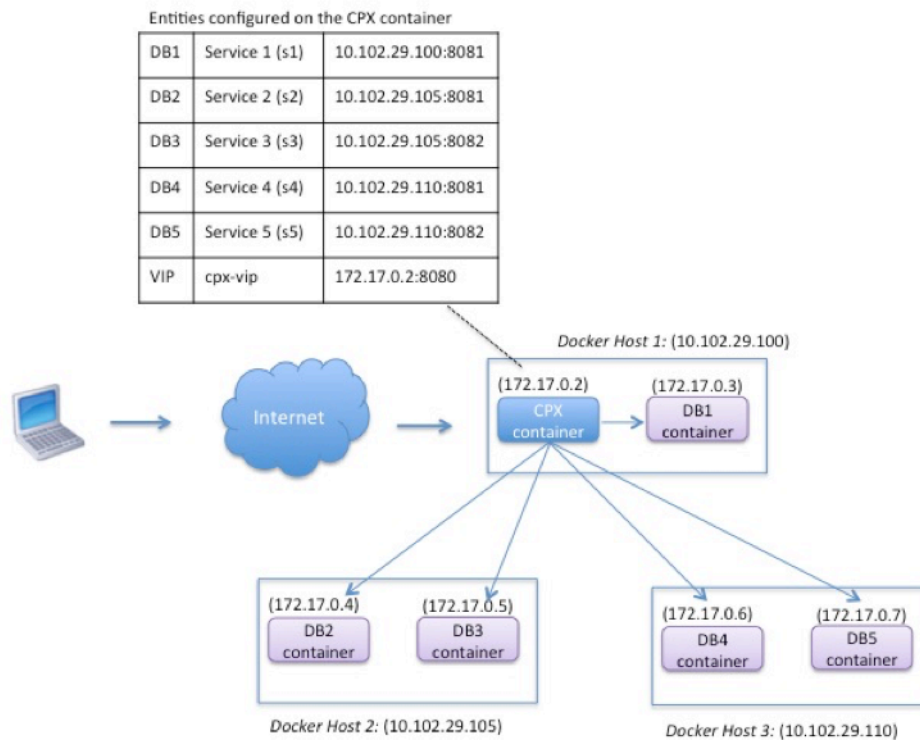 Entities configured on the CPX container
DB1 Service 1 (s1) 10.102.29.100:8081
DB2 Service 2 (s2) 10.102.29.105:8081
DB3 Service 3 (s3) 10.102.29.105:8082
DB4 Service 4 (s4) 10.102.29.110:8081
DB5 Service 5 (s5) 10.102.29.110:8082
VIP cpx-vip 172.17.0.2:8080
Docker Host 1: (10.102.29.100)
(172.17.0.2) (172.17.0.3)
Internet
CPX
container
DB1
container
(172.17.0.4) (172.17.0.5)
DB2
container
DB3
container
Docker Host 2: (10.102.29.105)
(172.17.0.6) (172.17.0.7)
DB4
container
DB5
container
Docker Host 3: (10.102.29.110)